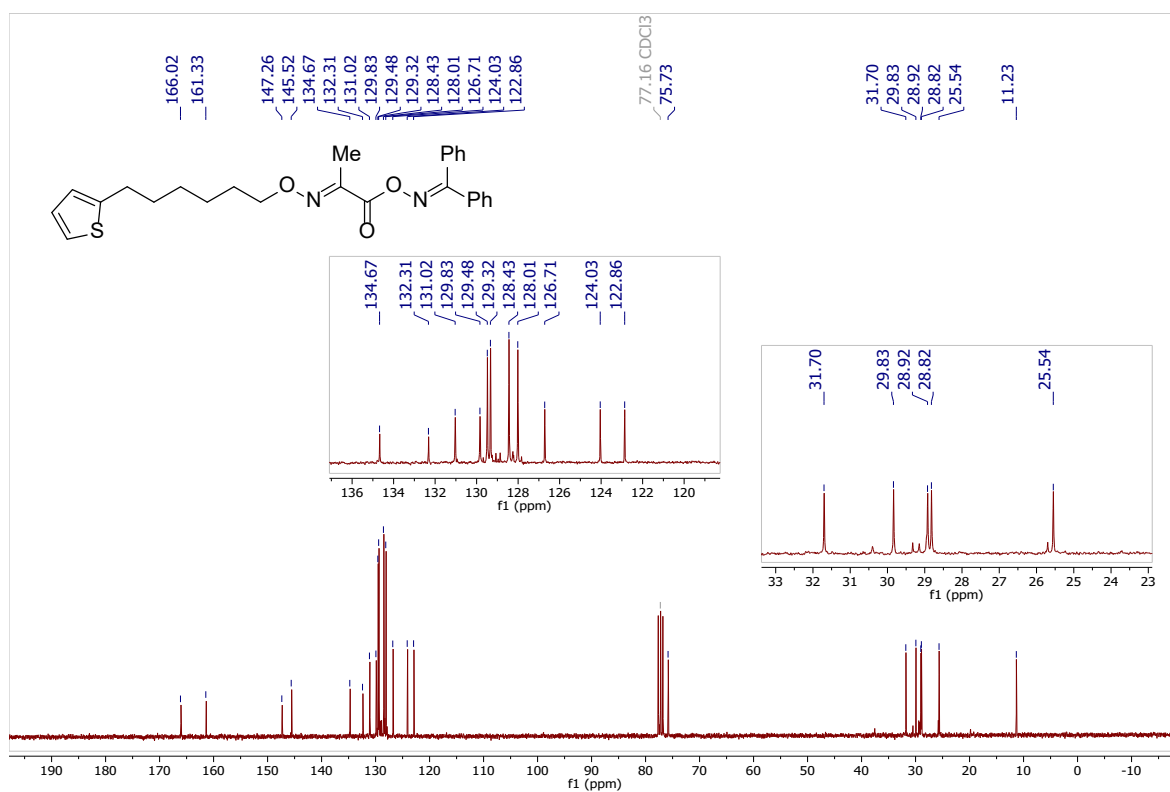 166.02
161.33
147.26
145.52
134.67
132.31
131.02
129.83
129.48
129.32
128.43
128.01
126.71
124.03
122.86
77.16 CDCl3
75.73
31.70
29.83
28.92
28.82
25.54
11.23
Me
Ph
O
O
N
N
Ph
S
O
134.67
132.31
131.02
129.83
129.48
129.32
128.43
128.01
126.71
124.03
122.86
136 134 132 130 128 126 124 122 120
f1 (ppm)
31.70
29.83
28.92
28.82
25.54
33 32 31 30 29 28 27 26 25 24 23
f1 (ppm)
190 180 170 160 150 140 130 120 110 100 90 80 70 60 50 40 30 20 10 0 -10
f1 (ppm)